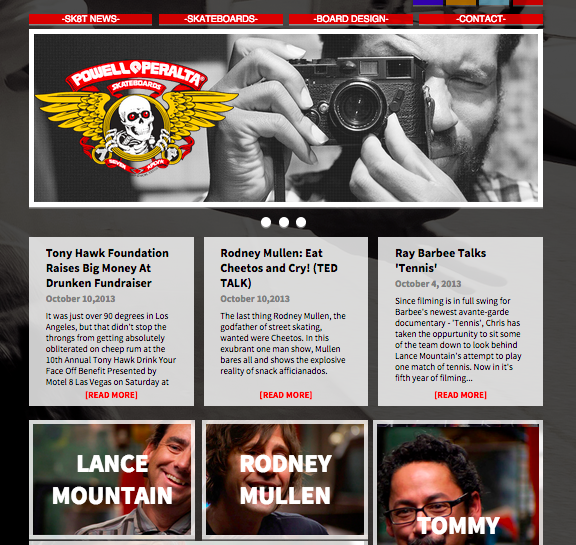 -SK8T NEWS-
-SKATEBOARDS-
-BOARD DESIGN-
-CONTACT-
POWELL PERALTA
SKATEBOARDS
Tony Hawk Foundation
Raises Big Money At
Drunken Fundraiser
October 10,2013
It was just over 90 degrees in Los
Angeles, but that didn't stop the
throngs from getting absolutely
obliterated on cheep rum at the
10th Annual Tony Hawk Drink Your
Face Off Benefit Presented by
Motel 8 Las Vegas on Saturday at
[READ MORE]
Rodney Mullen: Eat
Cheetos and Cry! (TED
TALK)
October 10,2013
The last thing Rodney Mullen, the
godfather of street skating,
wanted were Cheetos. In this
exubrant one man show, Mullen
bares all and shows the explosive
reality of snack afficianados.
[READ MORE]
Ray Barbee Talks
'Tennis'
October 4, 2013
Since filming is in full swing for
Barbee's newest avante-garde
documentary - 'Tennis', Chris has
taken the oppurtunity to sit some
of the team down to look behind
Lance Mountain's attempt to play
one match of tennis. Now in it's
fifth year of filming...
[READ MORE]
LANCE
MOUNTAIN
RODNEY
MULLEN
TOMMY